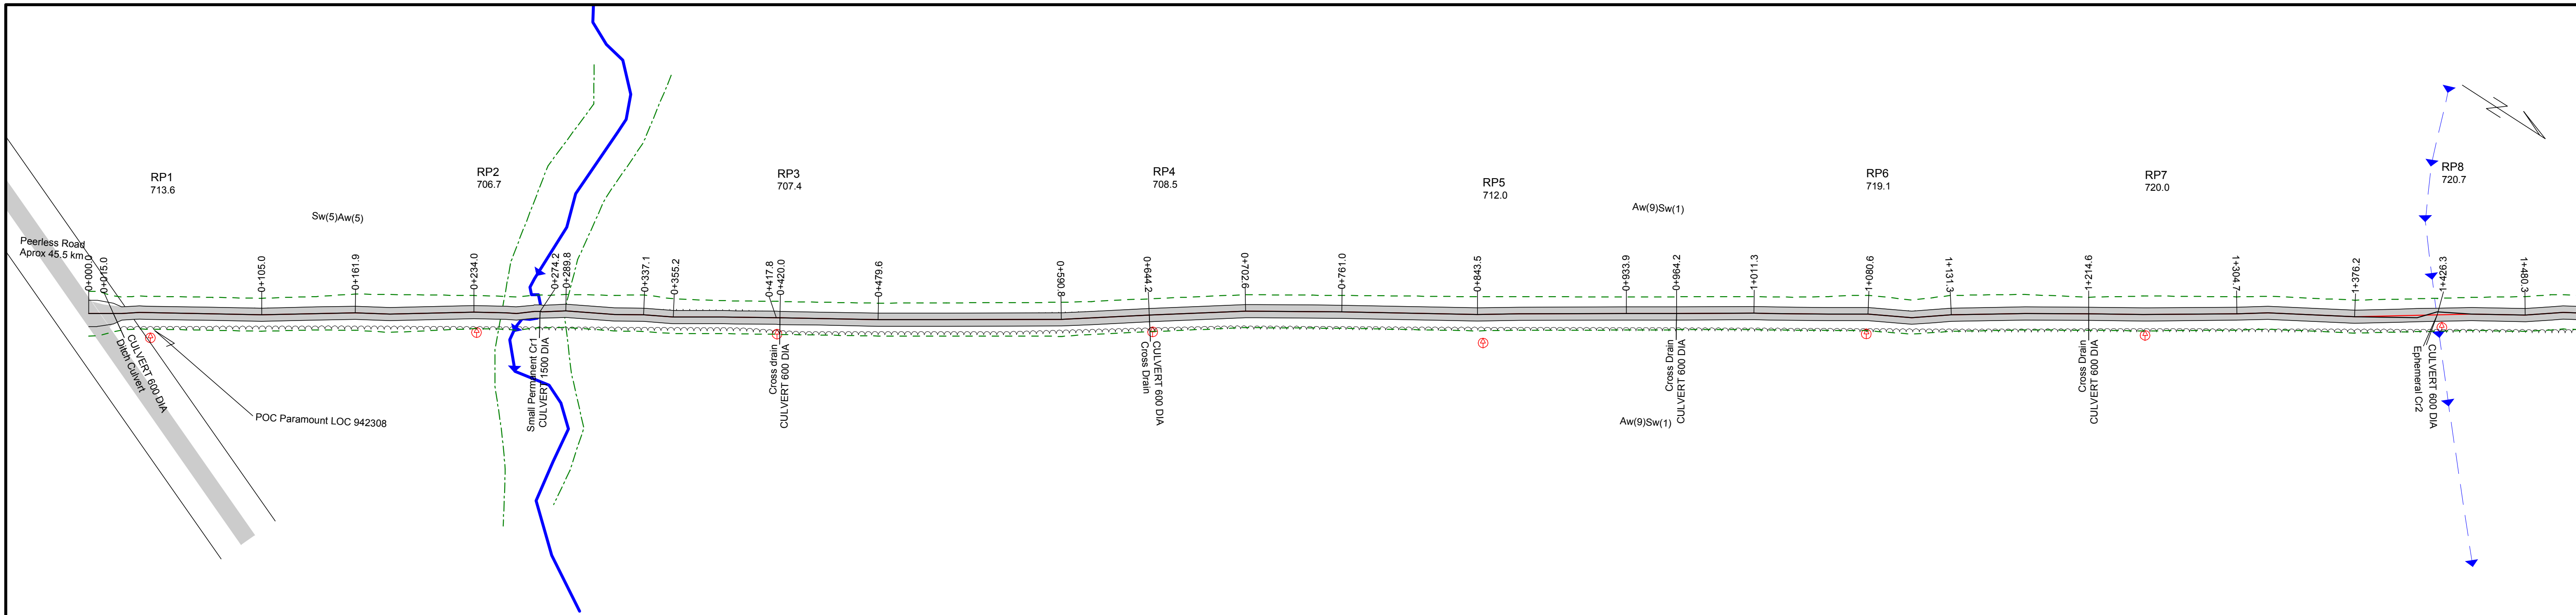 RP1
713.6
RP2
706.7
RP3
707.4
RP4
708.5
RP5
712.0
RP6
719.1
RP7
720.0
RP8
720.7
Sw(5)Aw(5)
Aw(9)Sw(1)
Peerless Road
Aprox 45.5 km
0+000.0
0+015.0
0+105.0
0+161.9
0+234.0
0+274.2
0+289.8
0+337.1
0+355.2
0+417.8
0+420.0
0+479.6
0+590.8
0+644.2
0+702.6
0+761.0
0+843.5
0+933.9
0+964.2
1+011.3
1+080.6
1+131.3
1+214.6
1+304.7
1+376.2
1+426.3
1+480.3
CULVERT 600 DIA
Ditch Culvert
POC Paramount LOC 942308
Small Permanent Cr1
CULVERT 1500 DIA
Cross drain
CULVERT 600 DIA
CULVERT 600 DIA
Cross Drain
Cross Drain
CULVERT 600 DIA
Aw(9)Sw(1)
Cross Drain
CULVERT 600 DIA
CULVERT 600 DIA
Ephemeral Cr2